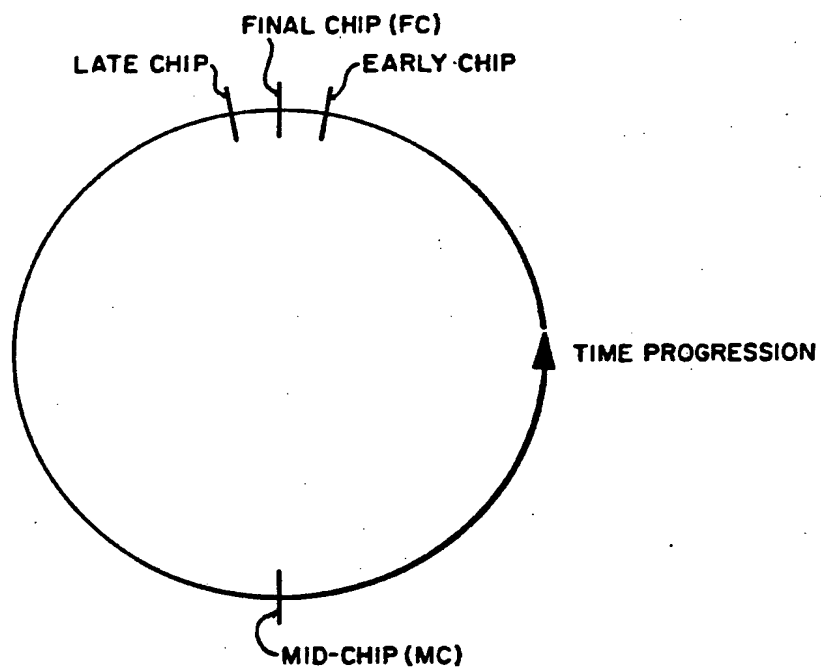 FINAL CHIP (FC)
LATE CHIP
EARLY CHIP
TIME PROGRESSION
MID-CHIP (MC)